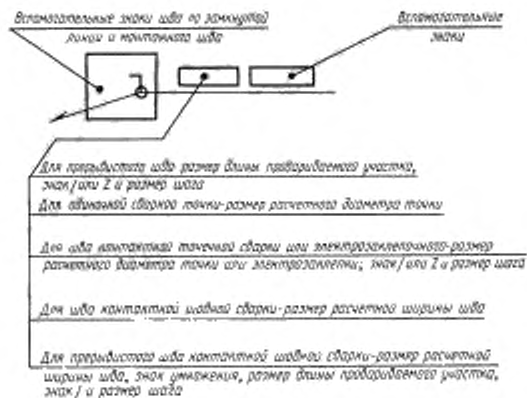 Вспомогательные знаки шва по замкнутой
линии и монтажного шва
Вспомогательные
знаки
Для прерывистого шва размер длины провариваемого участка,
знак / или Z и размер шага
Для одиночной сварной точки-размер расчетного диаметра точки
Для шва контактной точечной сварки или электрозаклепочного-размер
расчетного диаметра точки или электрозаклепки; знак / или Z и размер шага
Для шва контактной шовной сварки-размер расчетной ширины шва
Для прерывистого шва контактной шовной сварки-размер расчетной
ширины шва, знак умножения, размер длины провариваемого участка,
знак / и размер шага